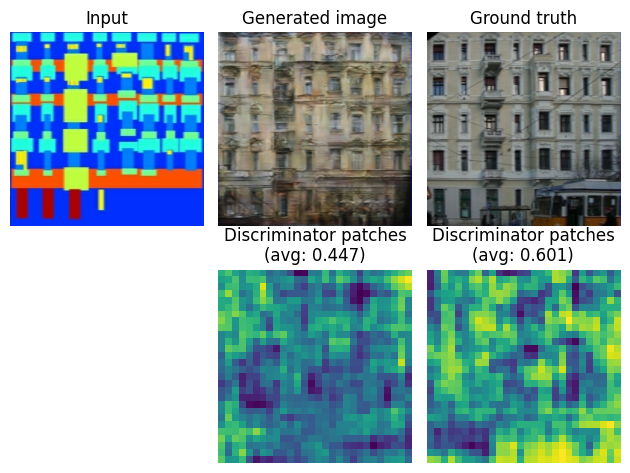 Input
Generated image
Ground truth
Discriminator patches
(avg: 0.447)
Discriminator patches
(avg: 0.601)